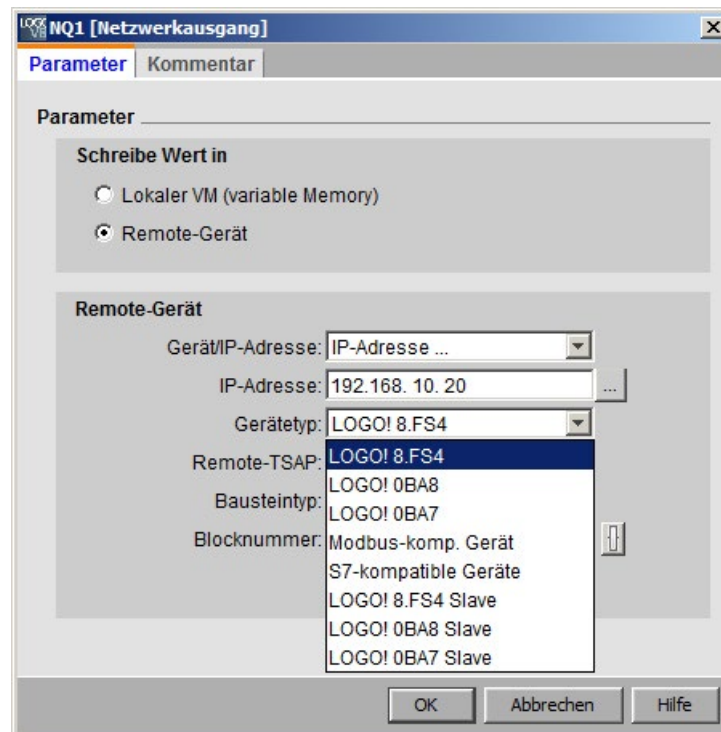 NQ1 [Netzwerkausgang]
Parameter Kommentar
Parameter
Schreibe Wert in
Lokaler VM (variable Memory)
Remote-Gerät
Remote-Gerät
Gerät/IP-Adresse: IP-Adresse ...
IP-Adresse: 192.168. 10. 20 ...
Gerätetyp: LOGO! 8.FS4
Remote-TSAP: LOGO! 8.FS4
LOGO! 0BA8
Bausteintyp:
LOGO! 0BA7
Blocknummer: Modbus-komp. Gerät
S7-kompatible Geräte
LOGO! 8.FS4 Slave
LOGO! 0BA8 Slave
LOGO! 0BA7 Slave
OK Abbrechen Hilfe